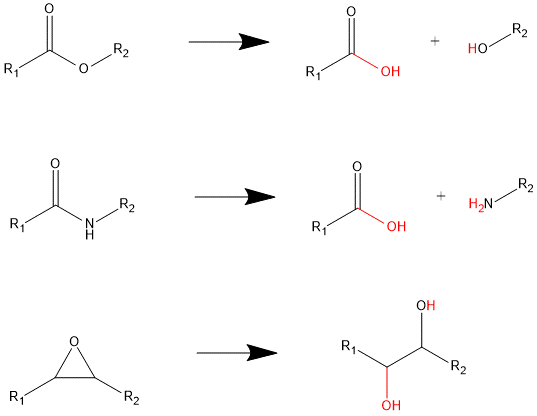 O O
R₂ + HO R₂
R₁ O R₁ OH
O O
R₂ + H₂N R₂
R₁ N H R₁ OH
OH
O R₁ R₂
R₁ R₂ OH